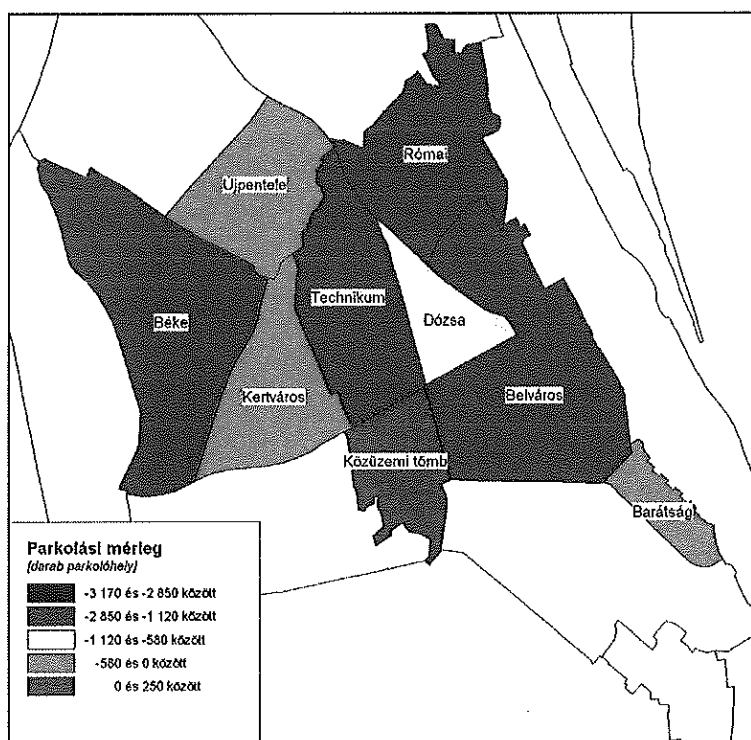 Római
Ujpentele
Technikum
Béke
Dózsa
Kertváros
Belváros
Közüzemi tömb
Barátság
Parkolási mérleg
(darab parkolóhely)
-3 170 és -2 850 között
-2 850 és -1 120 között
-1 120 és -580 között
-580 és 0 között
0 és 250 között